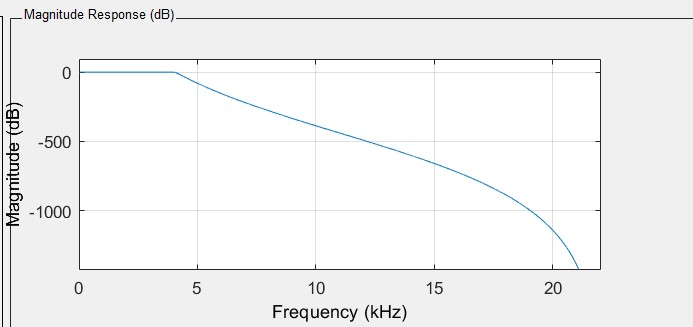 Magnitude Response (dB)
Magnitude (dB)
0
-500
-1000
0 5 10 15 20
Frequency (kHz)